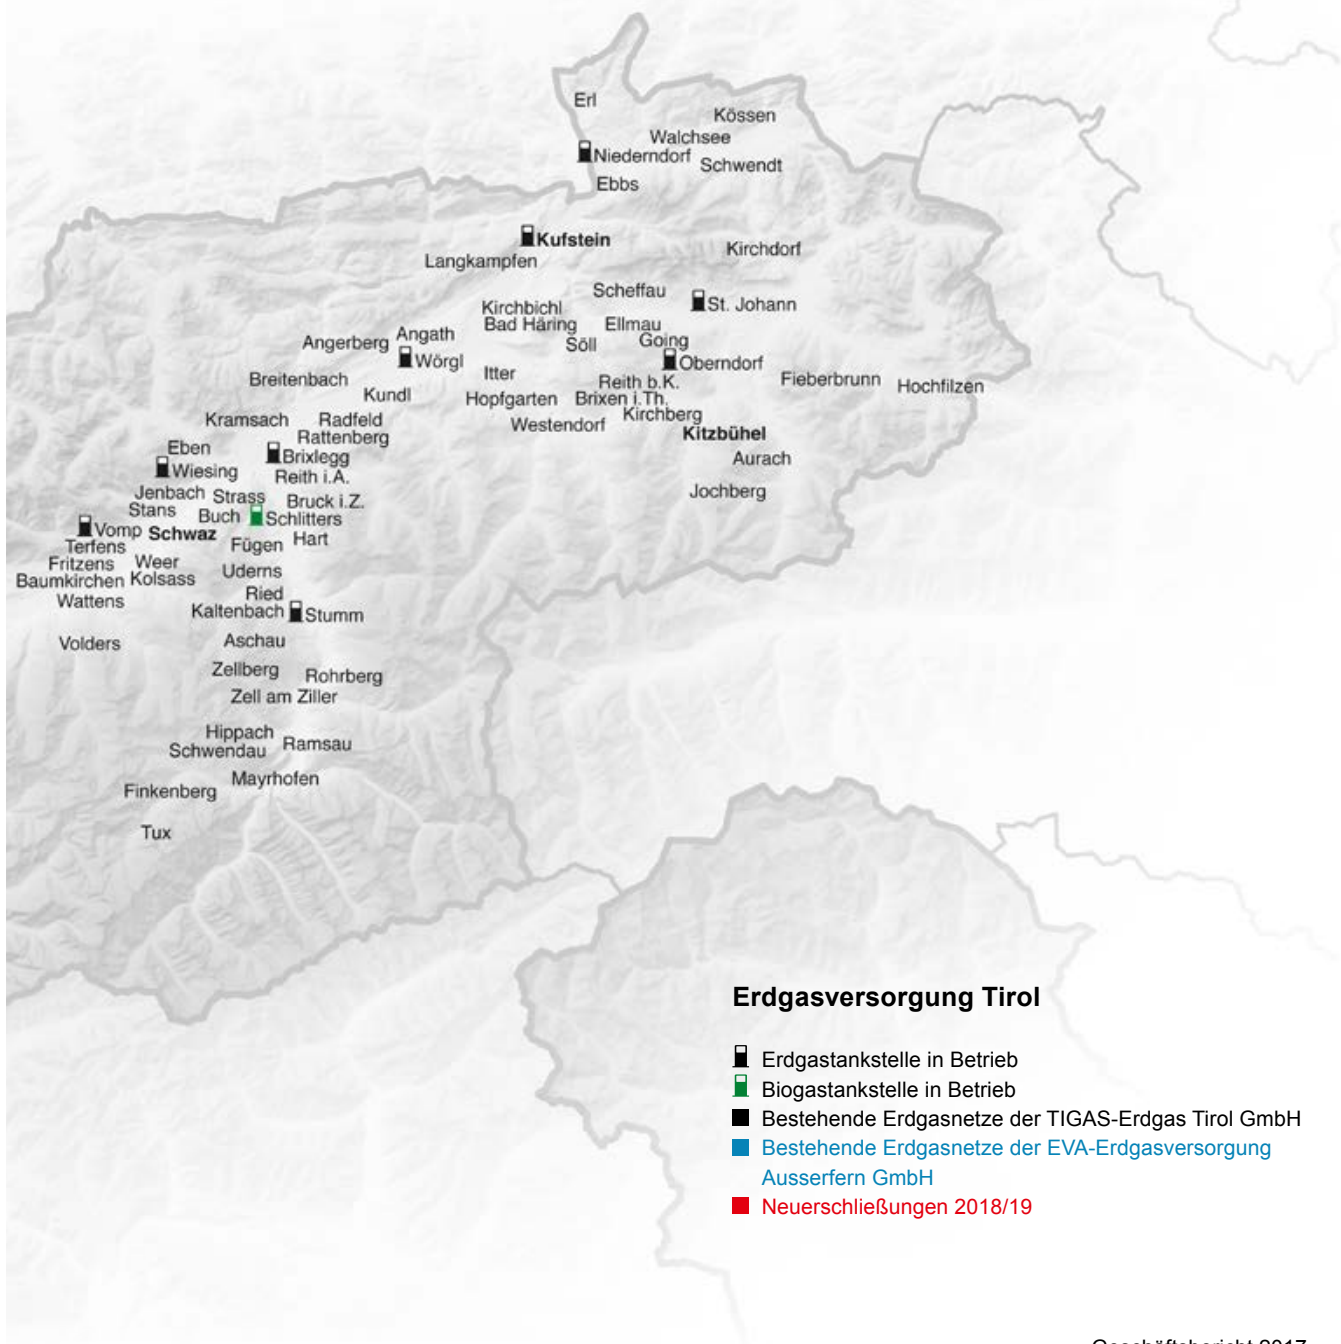 Erl
Kössen
Walchsee
Niederndorf
Schwendt
Ebbs
Kufstein
Kirchdorf
Langkampfen
Scheffau
St. Johann
Kirchbichl
Bad Häring
Ellmau
Angath
Angerberg
Söll
Going
Wörgl
Oberndorf
Itter
Breitenbach
Reith b.K.
Fieberbrunn
Hochfilzen
Kundl
Hopfgarten
Brixen i.Th.
Kirchberg
Kramsach
Radfeld
Westendorf
Rattenberg
Kitzbühel
Eben
Brixlegg
Aurach
Wiesing
Reith i.A.
Jenbach
Strass
Bruck i.Z.
Jochberg
Stans
Buch
Schlitters
Vomp
Schwaz
Hart
Terfens
Fügen
Fritzens
Weer
Baumkirchen
Kolsass
Uderns
Wattens
Ried
Kaltenbach
Stumm
Volders
Aschau
Zellberg
Rohrberg
Zell am Ziller
Hippach
Schwendau
Ramsau
Mayrhofen
Finkenberg
Tux
Erdgasversorgung Tirol
Erdgastankstelle in Betrieb
Biogastankstelle in Betrieb
Bestehende Erdgasnetze der TIGAS-Erdgas Tirol GmbH
Bestehende Erdgasnetze der EVA-Erdgasversorgung
Ausserfern GmbH
Neuerschließungen 2018/19
Geschäftsbericht 2017